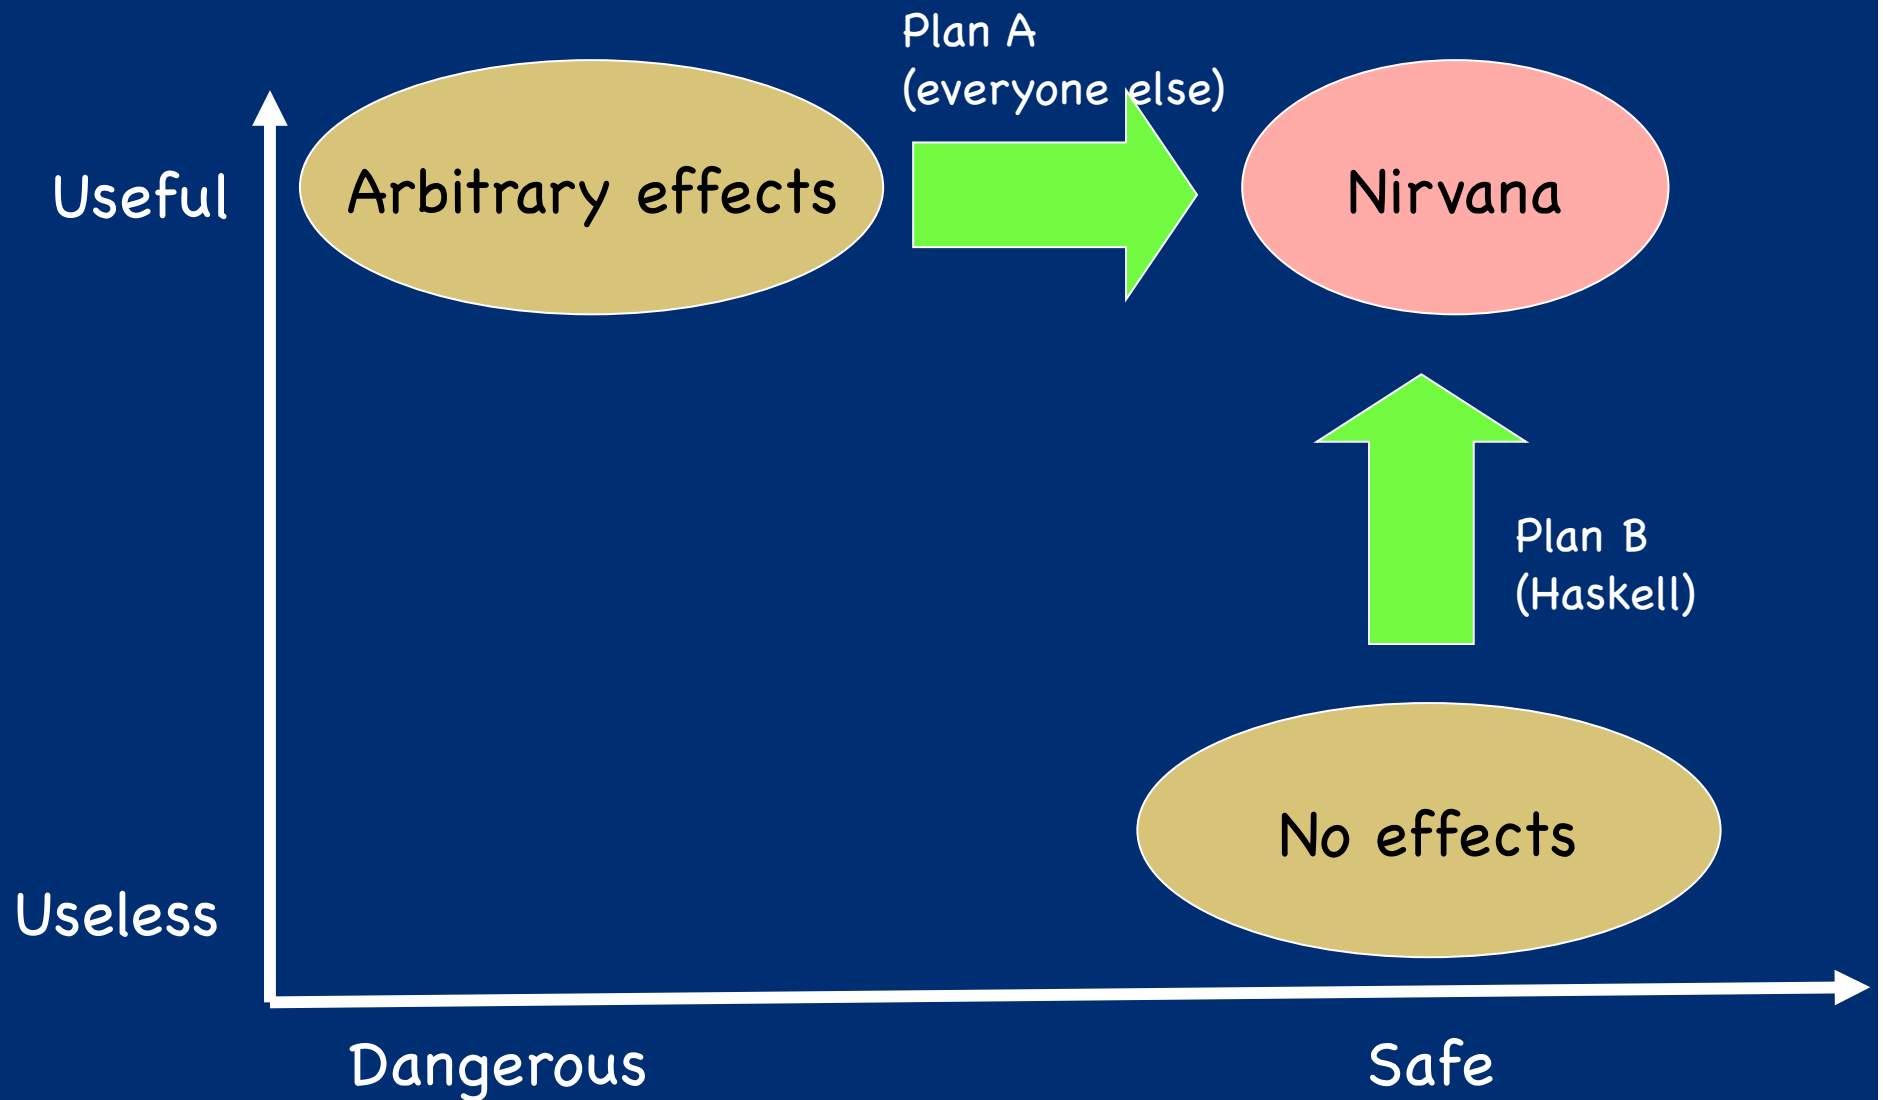 Plan A
(everyone else)
Useful
Arbitrary effects
Nirvana
Plan B
(Haskell)
No effects
Useless
Dangerous
Safe